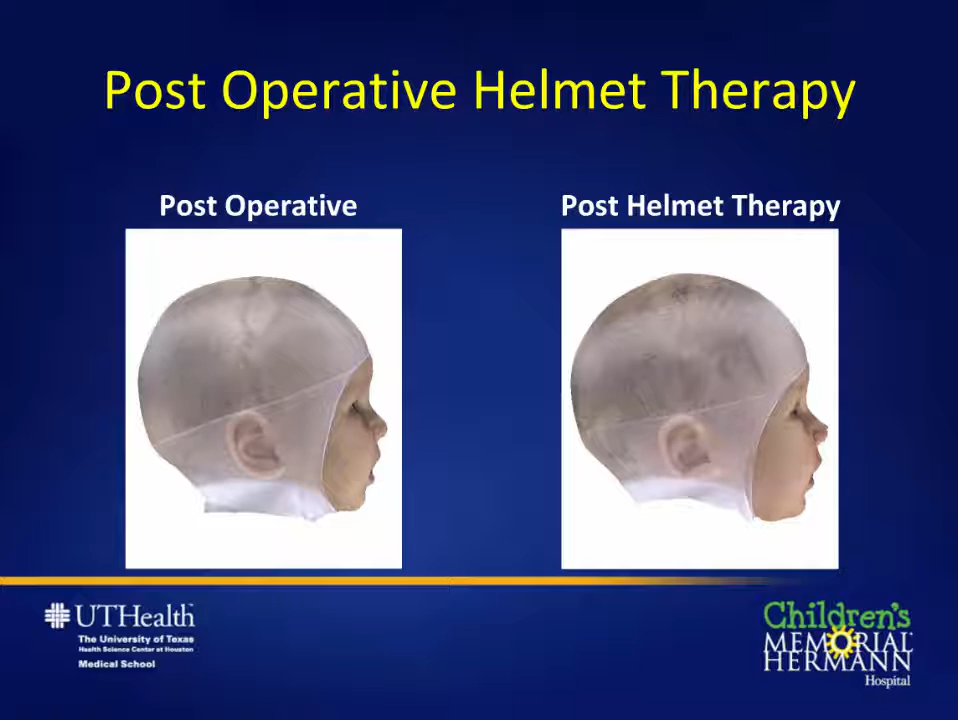 Post Operative Helmet Therapy
Post Operative
Post Helmet Therapy
UTHealth
The University of Texas
Health Science Center at Houston
Medical School
Children's
MEMORIAL
HERMANN
Hospital